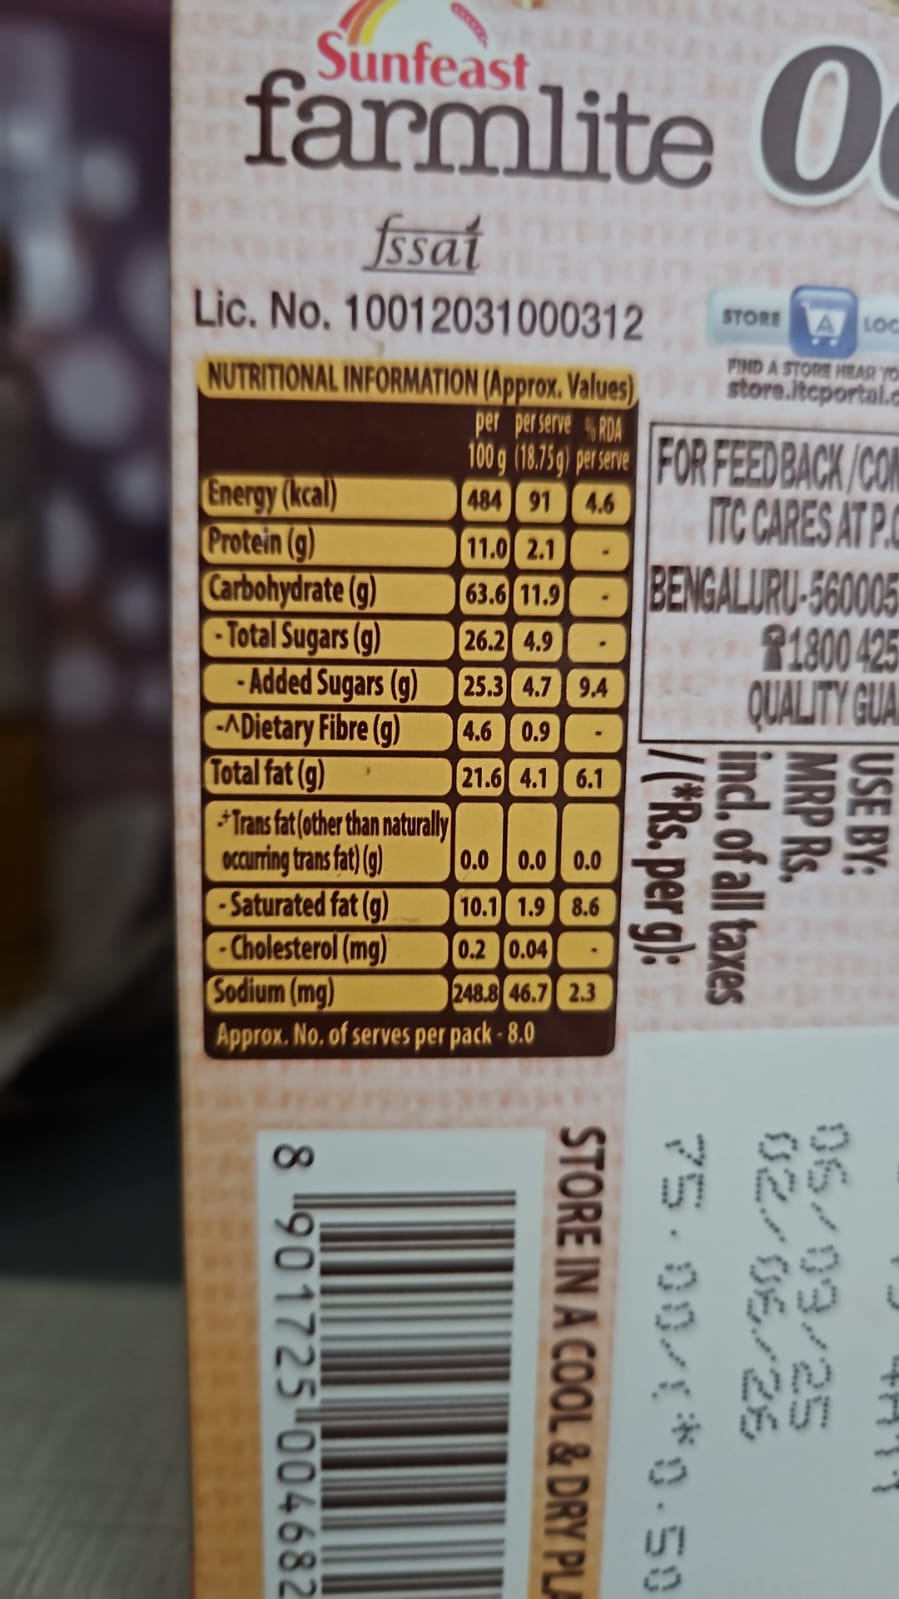 Sunfeast
farmlite
fssai
Lic. No. 10012031000312
STORE LOC
FIND A STORE NEAR YO
store.itcportal.c
NUTRITIONAL INFORMATION (Approx. Values)
per per serve % RDA
100 g (18.75 g) per serve
Energy (kcal) 484 91 4.6
Protein (g) 11.0 2.1 -
Carbohydrate (g) 63.6 11.9 -
- Total Sugars (g) 26.2 4.9 -
- Added Sugars (g) 25.3 4.7 9.4
-^Dietary Fibre (g) 4.6 0.9 -
Total fat (g) 21.6 4.1 6.1
-+Trans fat (other than naturally
occurring trans fat) (g) 0.0 0.0 0.0
- Saturated fat (g) 10.1 1.9 8.6
- Cholesterol (mg) 0.2 0.04 -
Sodium (mg) 248.8 46.7 2.3
Approx. No. of serves per pack - 8.0
FOR FEEDBACK /COM
ITC CARES AT P.O
BENGALURU-560005
1800 425
QUALITY GUA
USE BY:
MRP Rs.
incl. of all taxes
/ (*Rs. per g):
06/09/25
02/06/26
75.00/(*0.50
STORE IN A COOL & DRY PLA
8 901725 004682